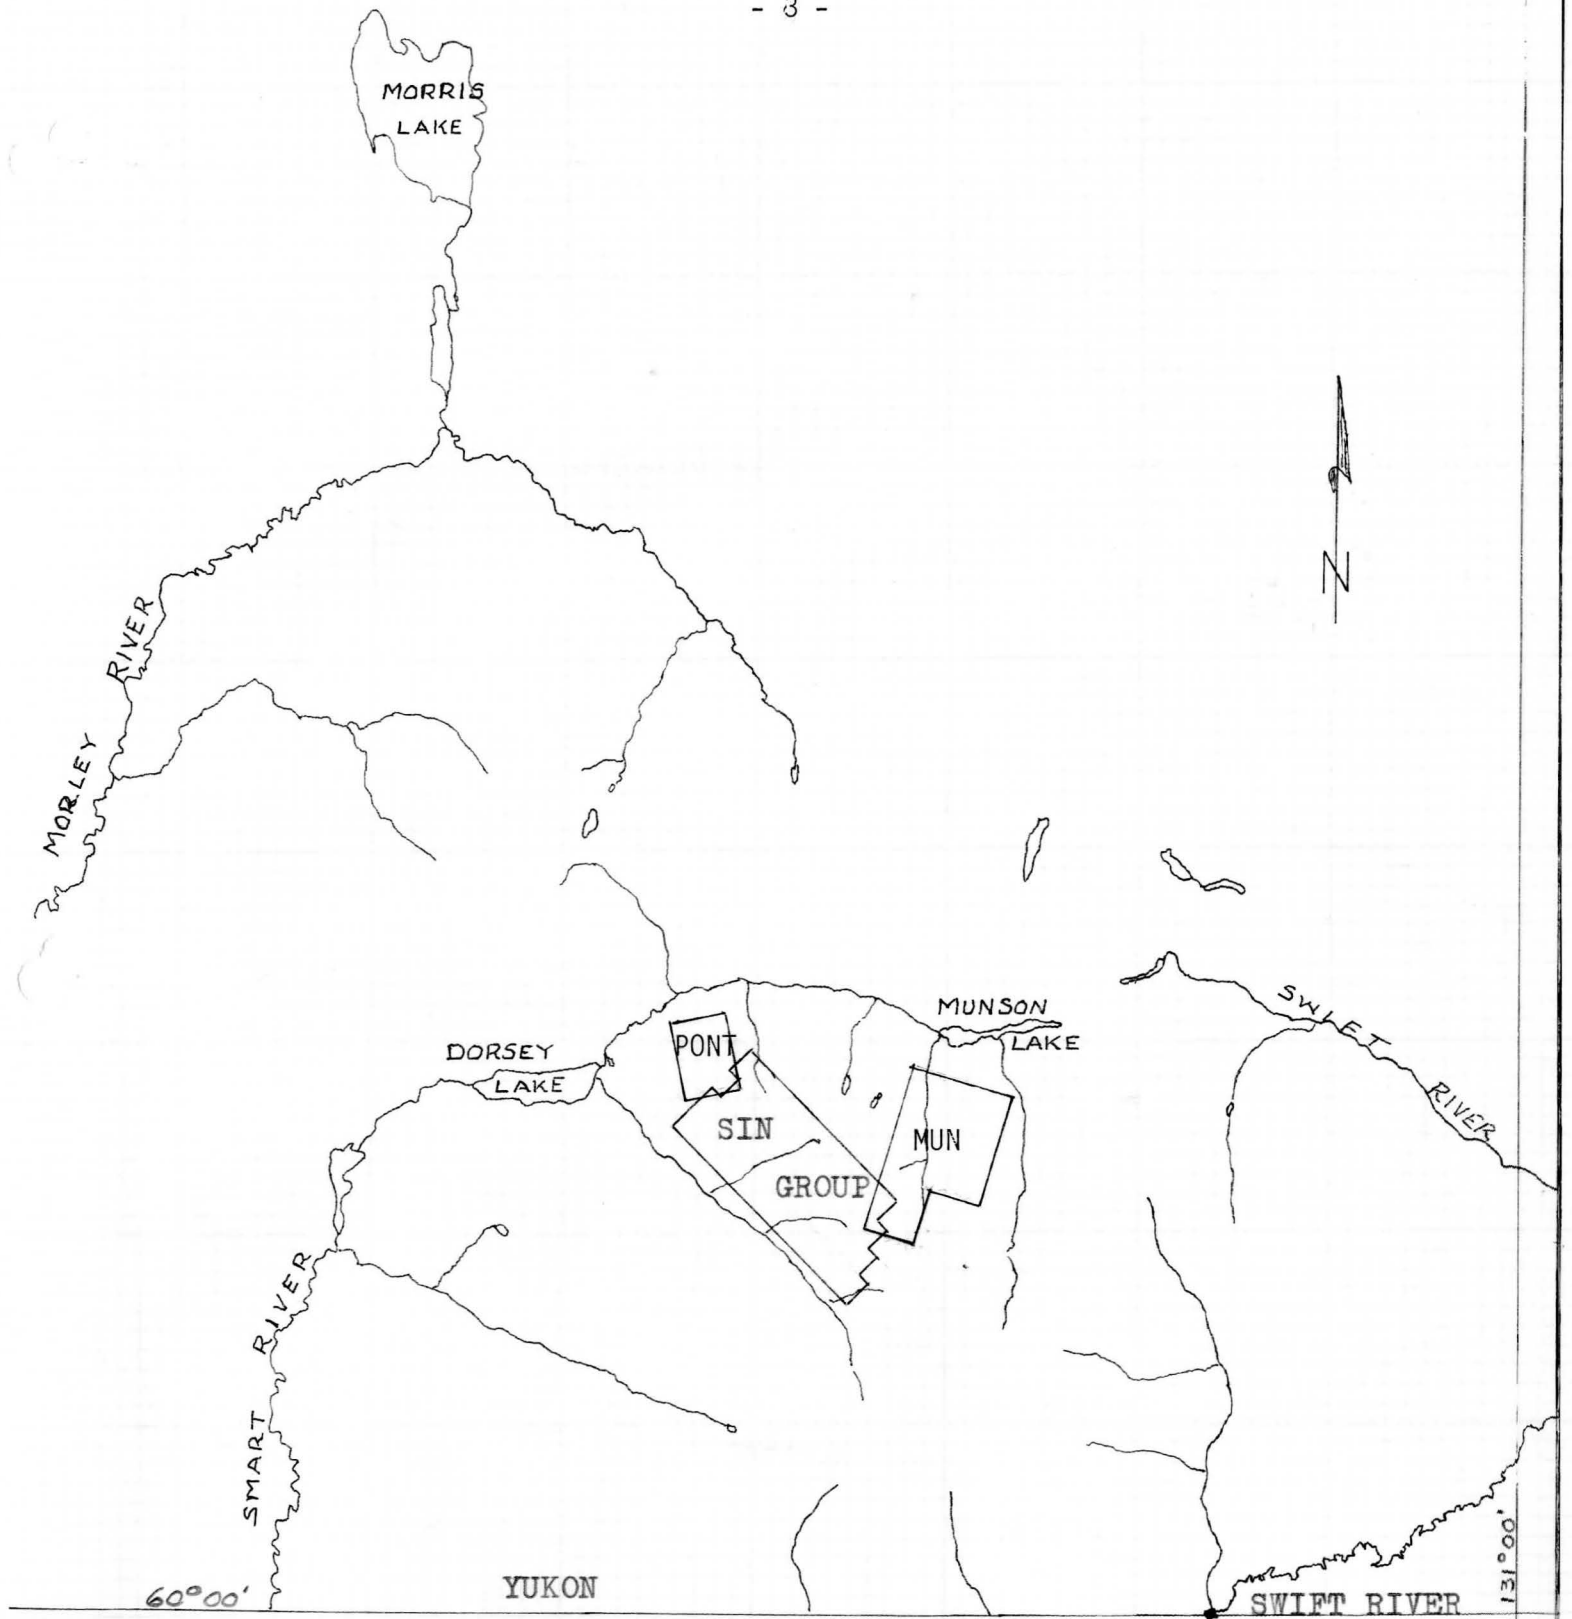 - 3 -
MORRIS
LAKE
N
RIVER
MORLEY
MUNSON
LAKE
SWIFT
RIVER
DORSEY
LAKE
PONT
SIN
GROUP
MUN
RIVER
SMART
60°00'
YUKON
SWIFT RIVER
131°00'